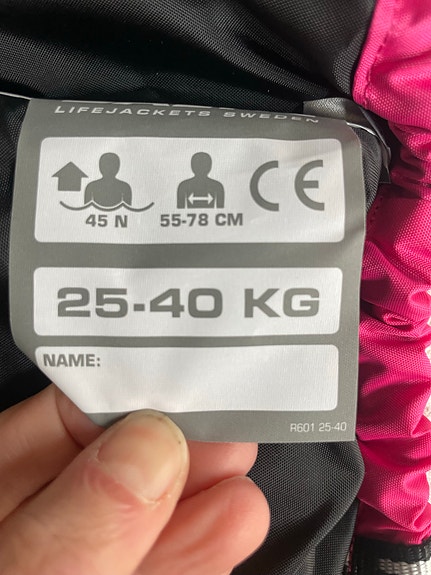 LIFEJACKETS SWEDEN
45 N
55-78 CM
CE
25-40 KG
NAME:
R601 25-40